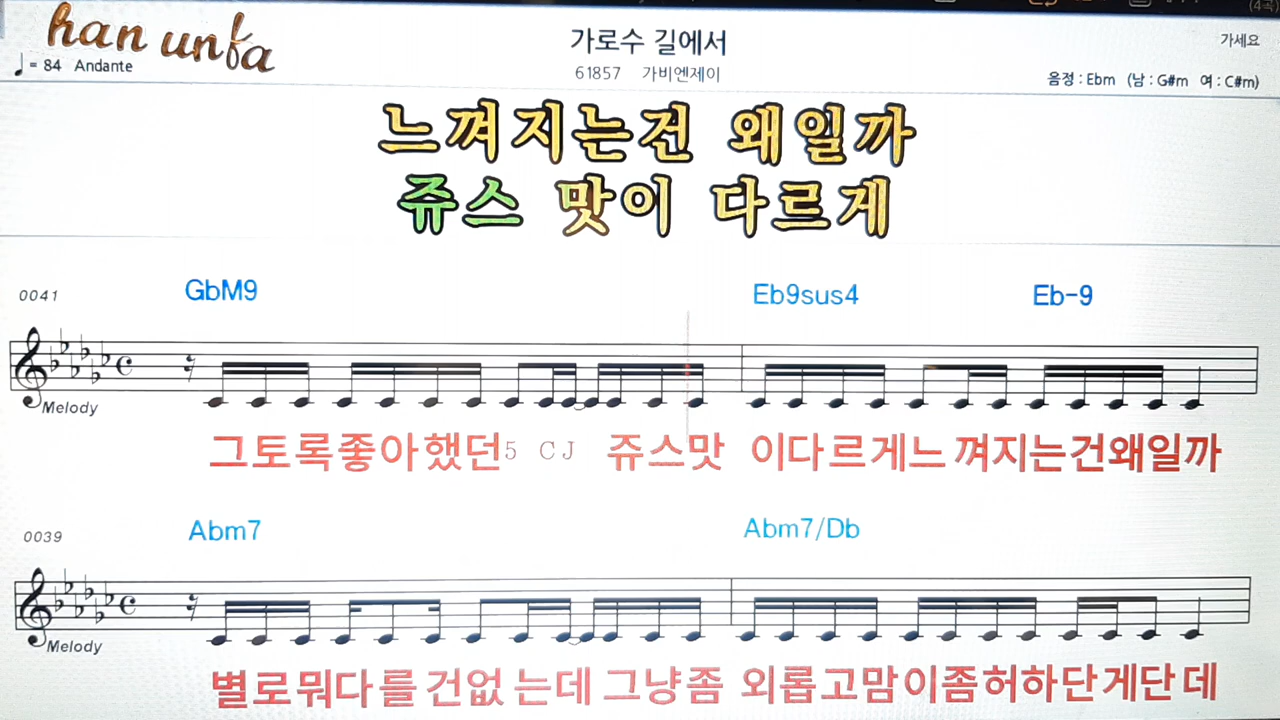 han unfa
♩= 84 Andante
가로수 길에서
61857 가비엔제이
가세요
음정 : Ebm (남 : G#m 여 : C#m)
느껴지는건 왜일까
쥬스 맛이 다르게
0041
GbM9 Eb9sus4 Eb-9
Melody
그토록좋아했던5 CJ 쥬스맛 이다르게느껴지는건왜일까
0039
Abm7 Abm7/Db
Melody
별로뭐다를건없는데 그냥좀 외롭고맘이좀허하단게단데